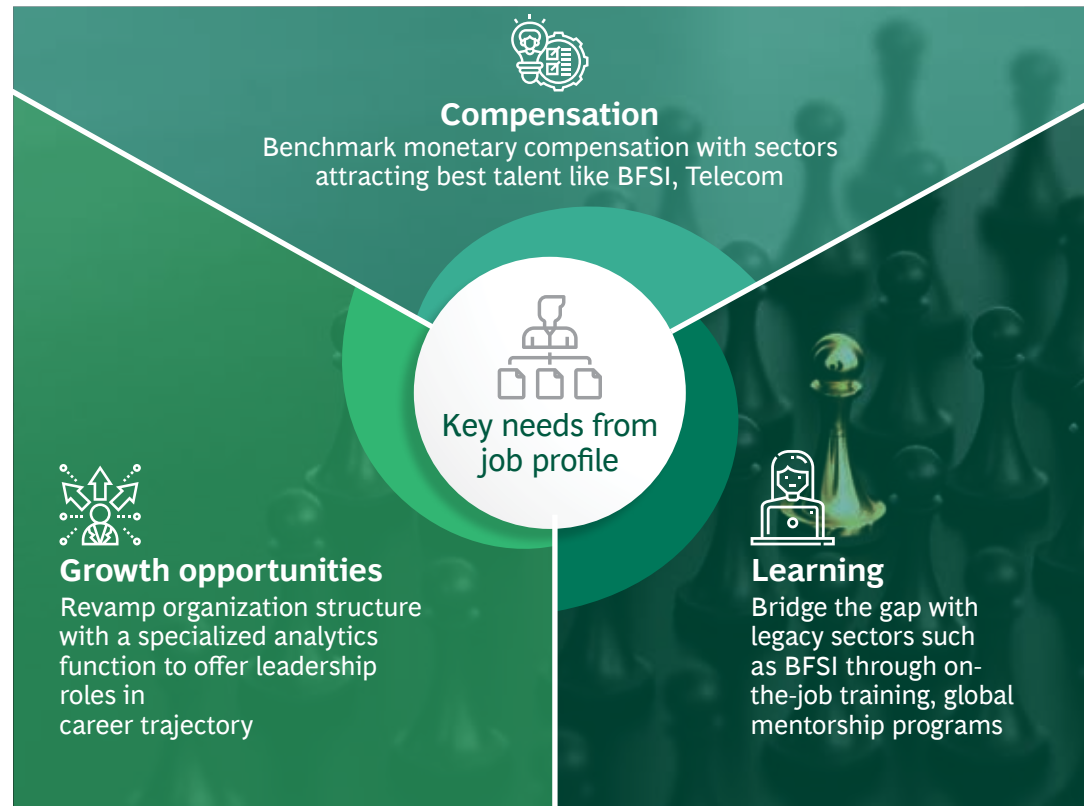 Compensation
Benchmark monetary compensation with sectors
attracting best talent like BFSI, Telecom
Key needs from
job profile
Growth opportunities
Revamp organization structure
with a specialized analytics
function to offer leadership
roles in
career trajectory
Learning
Bridge the gap with
legacy sectors such
as BFSI through on-
the-job training, global
mentorship programs